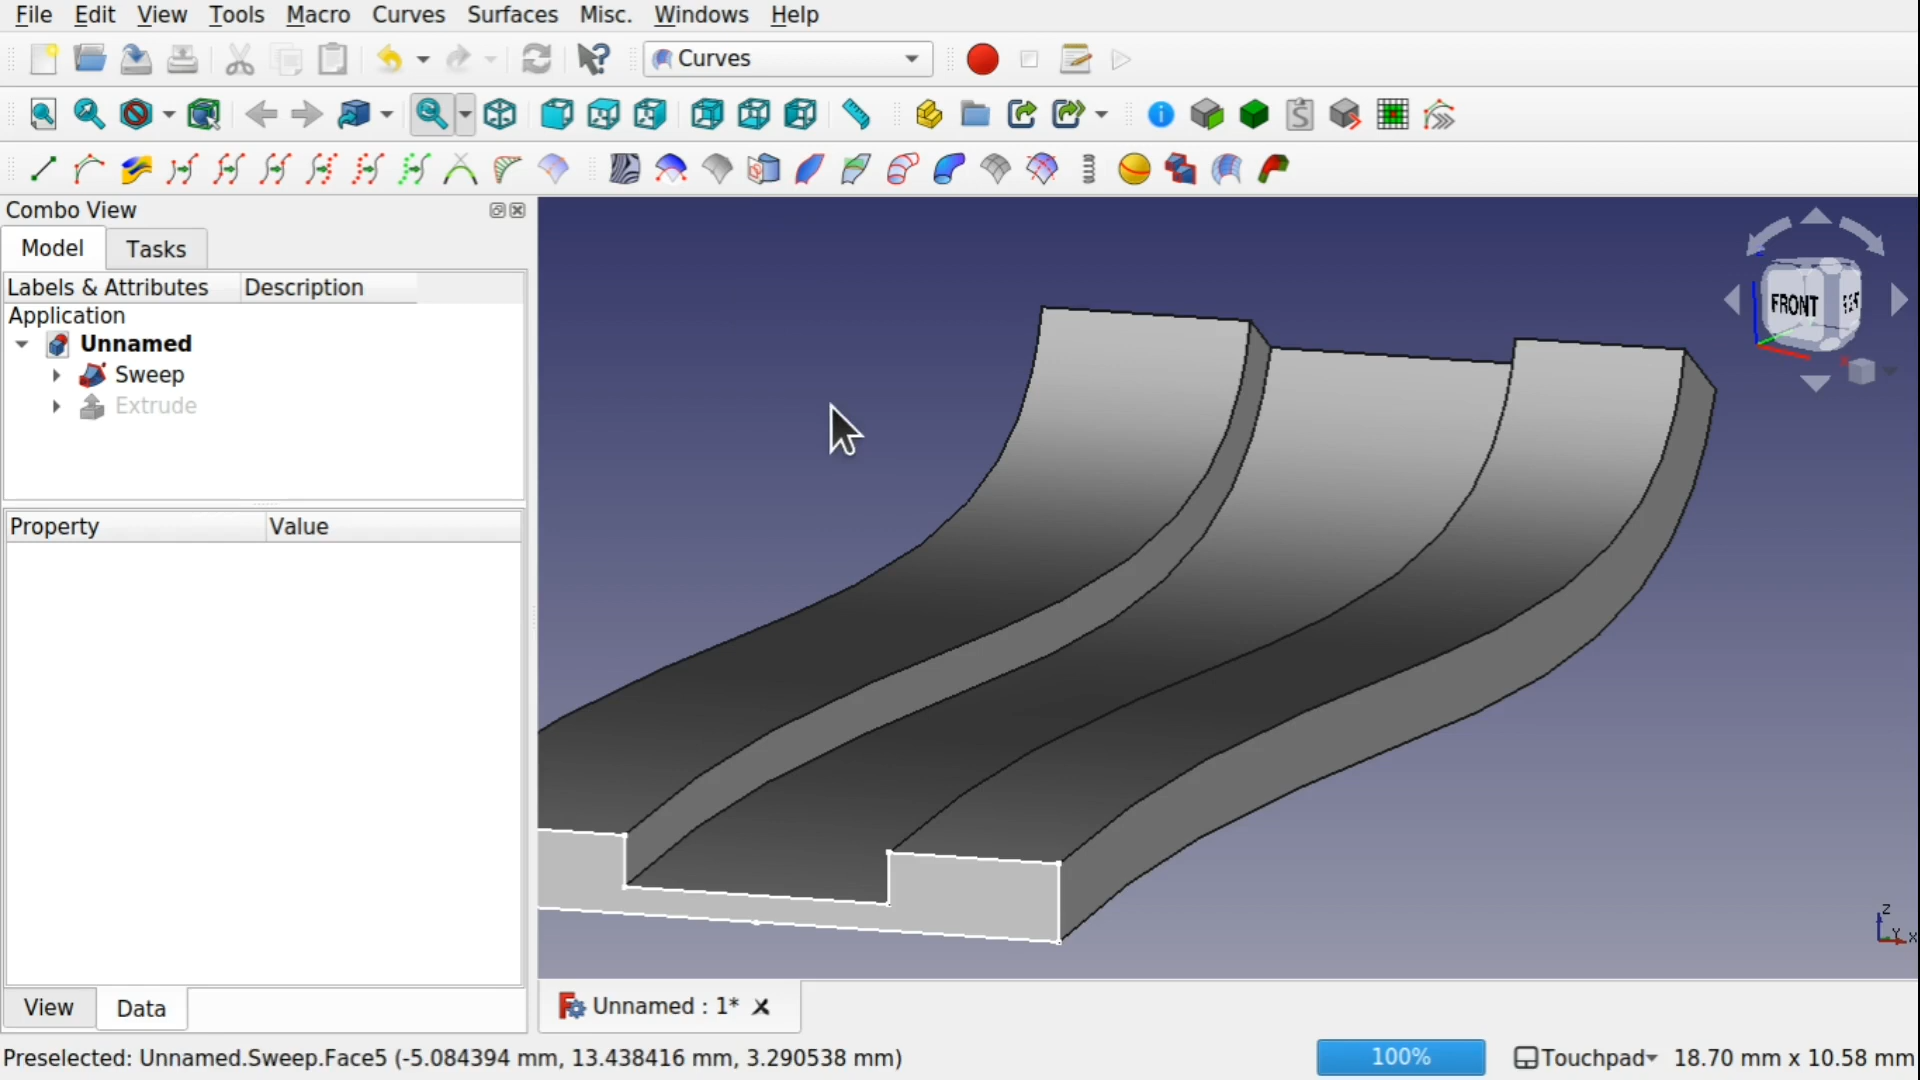 File Edit View Tools Macro Curves Surfaces Misc. Windows Help
Curves
Combo View
Model Tasks
Labels & Attributes Description
Application
Unnamed
Sweep
Extrude
Property Value
FRONT
Z
Y X
View Data
Unnamed : 1*
Preselected: Unnamed.Sweep.Face5 (-5.084394 mm, 13.438416 mm, 3.290538 mm)
100%
Touchpad
18.70 mm x 10.58 mm